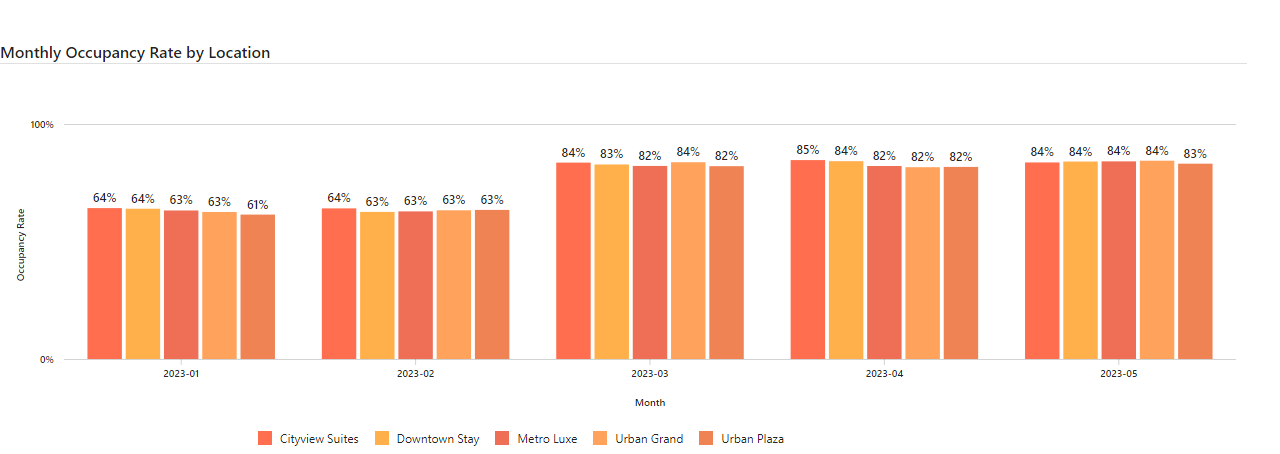 Monthly Occupancy Rate by Location
100%
0%
Occupancy Rate
64% 64% 63% 63% 61%
64% 63% 63% 63% 63%
84% 83% 82% 84% 82%
85% 84% 82% 82% 82%
84% 84% 84% 84% 83%
2023-01 2023-02 2023-03 2023-04 2023-05
Month
Cityview Suites Downtown Stay Metro Luxe Urban Grand Urban Plaza